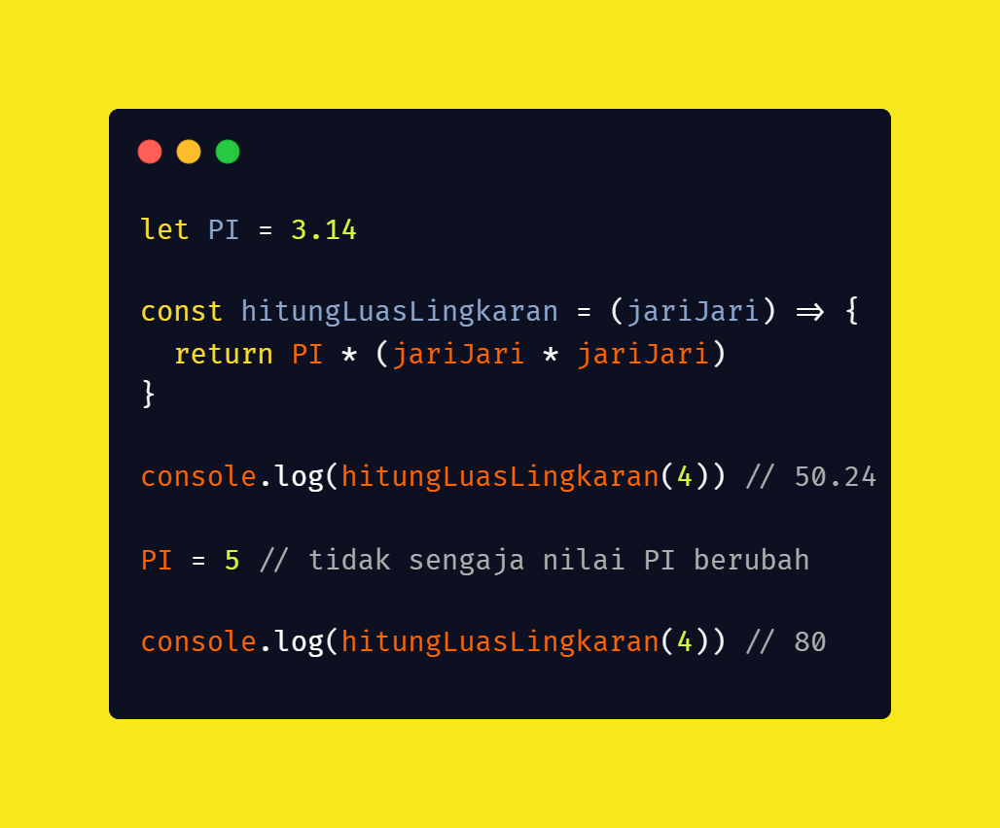 let PI = 3.14
const hitungLuasLingkaran = (jariJari) => {
return PI * (jariJari * jariJari)
}
console.log(hitungLuasLingkaran(4)) // 50.24
PI = 5 // tidak sengaja nilai PI berubah
console.log(hitungLuasLingkaran(4)) // 80